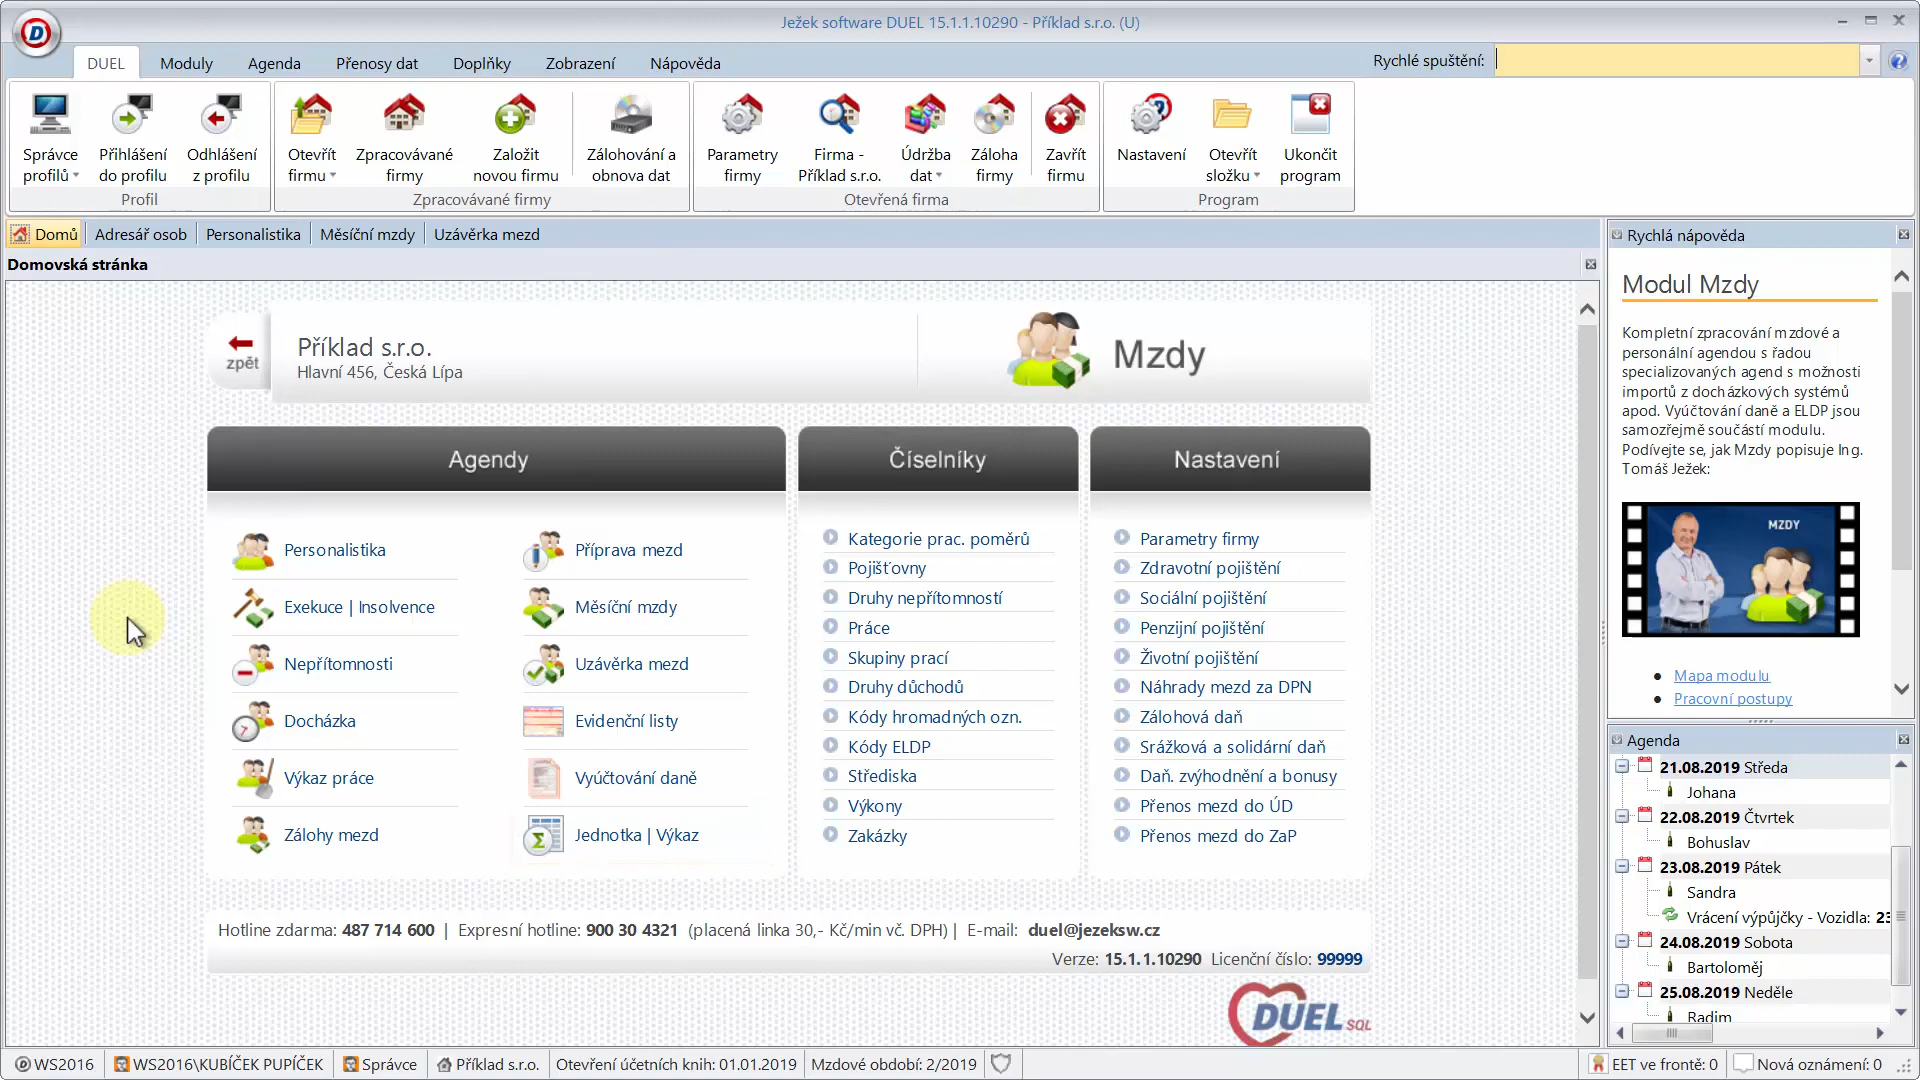 Ježek software DUEL 15.1.1.10290 - Příklad s.r.o. (U)
DUEL Moduly Agenda Přenosy dat Doplňky Zobrazení Nápověda Rychlé spuštění:
Správce profilů
Přihlášení do profilu
Odhlášení z profilu
Profil
Otevřít firmu
Zpracovávané firmy
Založit novou firmu
Zálohování a obnova dat
Zpracovávané firmy
Parametry firmy
Firma - Příklad s.r.o.
Údržba dat
Záloha firmy
Zavřít firmu
Otevřená firma
Nastavení
Otevřít složku
Ukončit program
Program
Domů Adresář osob Personalistika Měsíční mzdy Uzávěrka mezd
Domovská stránka
zpět
Příklad s.r.o.
Hlavní 456, Česká Lípa
Mzdy
Agendy
Personalistika
Exekuce | Insolvence
Nepřítomnosti
Docházka
Výkaz práce
Zálohy mezd
Příprava mezd
Měsíční mzdy
Uzávěrka mezd
Evidenční listy
Vyúčtování daně
Jednotka | Výkaz
Číselníky
Kategorie prac. poměrů
Pojišťovny
Druhy nepřítomností
Práce
Skupiny prací
Druhy důchodů
Kódy hromadných ozn.
Kódy ELDP
Střediska
Výkony
Zakázky
Nastavení
Parametry firmy
Zdravotní pojištění
Sociální pojištění
Penzijní pojištění
Životní pojištění
Náhrady mezd za DPN
Zálohová daň
Srážková a solidární daň
Daň. zvýhodnění a bonusy
Přenos mezd do ÚD
Přenos mezd do ZaP
Hotline zdarma: 487 714 600 | Expresní hotline: 900 30 4321 (placená linka 30,- Kč/min vč. DPH) | E-mail: duel@jezeksw.cz
Verze: 15.1.1.10290 Licenční číslo: 99999
DUEL SQL
Rychlá nápověda
Modul Mzdy
Kompletní zpracování mzdové a
personální agendou s řadou
specializovaných agend s možnosti
importů z docházkových systémů
apod. Vyúčtování daně a ELDP jsou
samozřejmě součástí modulu.
Podívejte se, jak Mzdy popisuje Ing.
Tomáš Ježek:
MZDY
Mapa modulu
Pracovní postupy
Agenda
21.08.2019 Středa
Johana
22.08.2019 Čtvrtek
Bohuslav
23.08.2019 Pátek
Sandra
Vrácení výpůjčky - Vozidla: 23
24.08.2019 Sobota
Bartoloměj
25.08.2019 Neděle
Radim
WS2016 WS2016\KUBÍČEK PUPÍČEK Správce Příklad s.r.o. Otevření účetních knih: 01.01.2019 Mzdové období: 2/2019 EET ve frontě: 0 Nová oznámení: 0